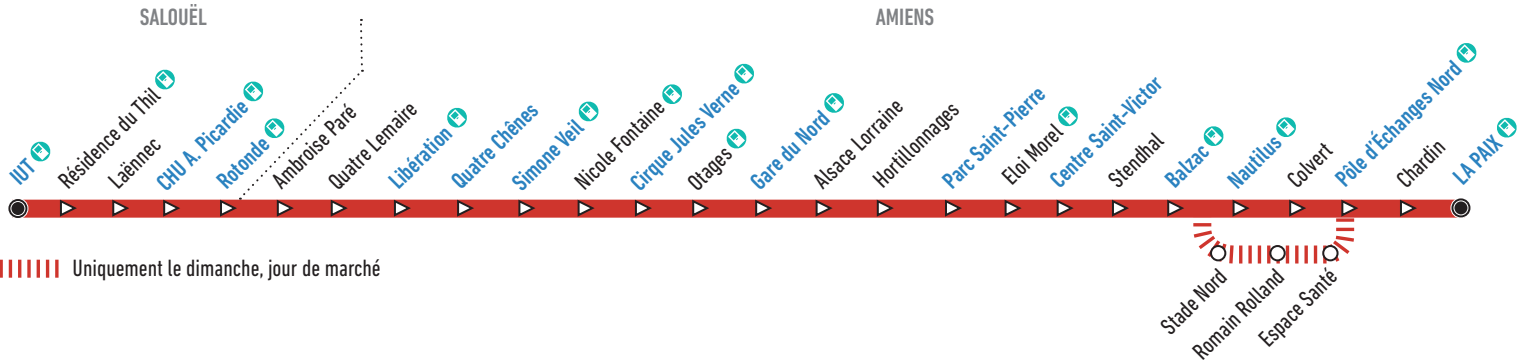 SALOUËL
AMIENS
IUT
Résidence du Thil
Laënnec
CHU A. Picardie
Rotonde
Ambroise Paré
Quatre Lemaire
Libération
Quatre Chênes
Simone Veil
Nicole Fontaine
Cirque Jules Verne
Otages
Gare du Nord
Alsace Lorraine
Hortillonnages
Parc Saint-Pierre
Eloi Morel
Centre Saint-Victor
Stendhal
Balzac
Nautilus
Colvert
Pôle d'Échanges Nord
Chardin
LA PAIX
Uniquement le dimanche, jour de marché
Stade Nord
Romain Rolland
Espace Santé